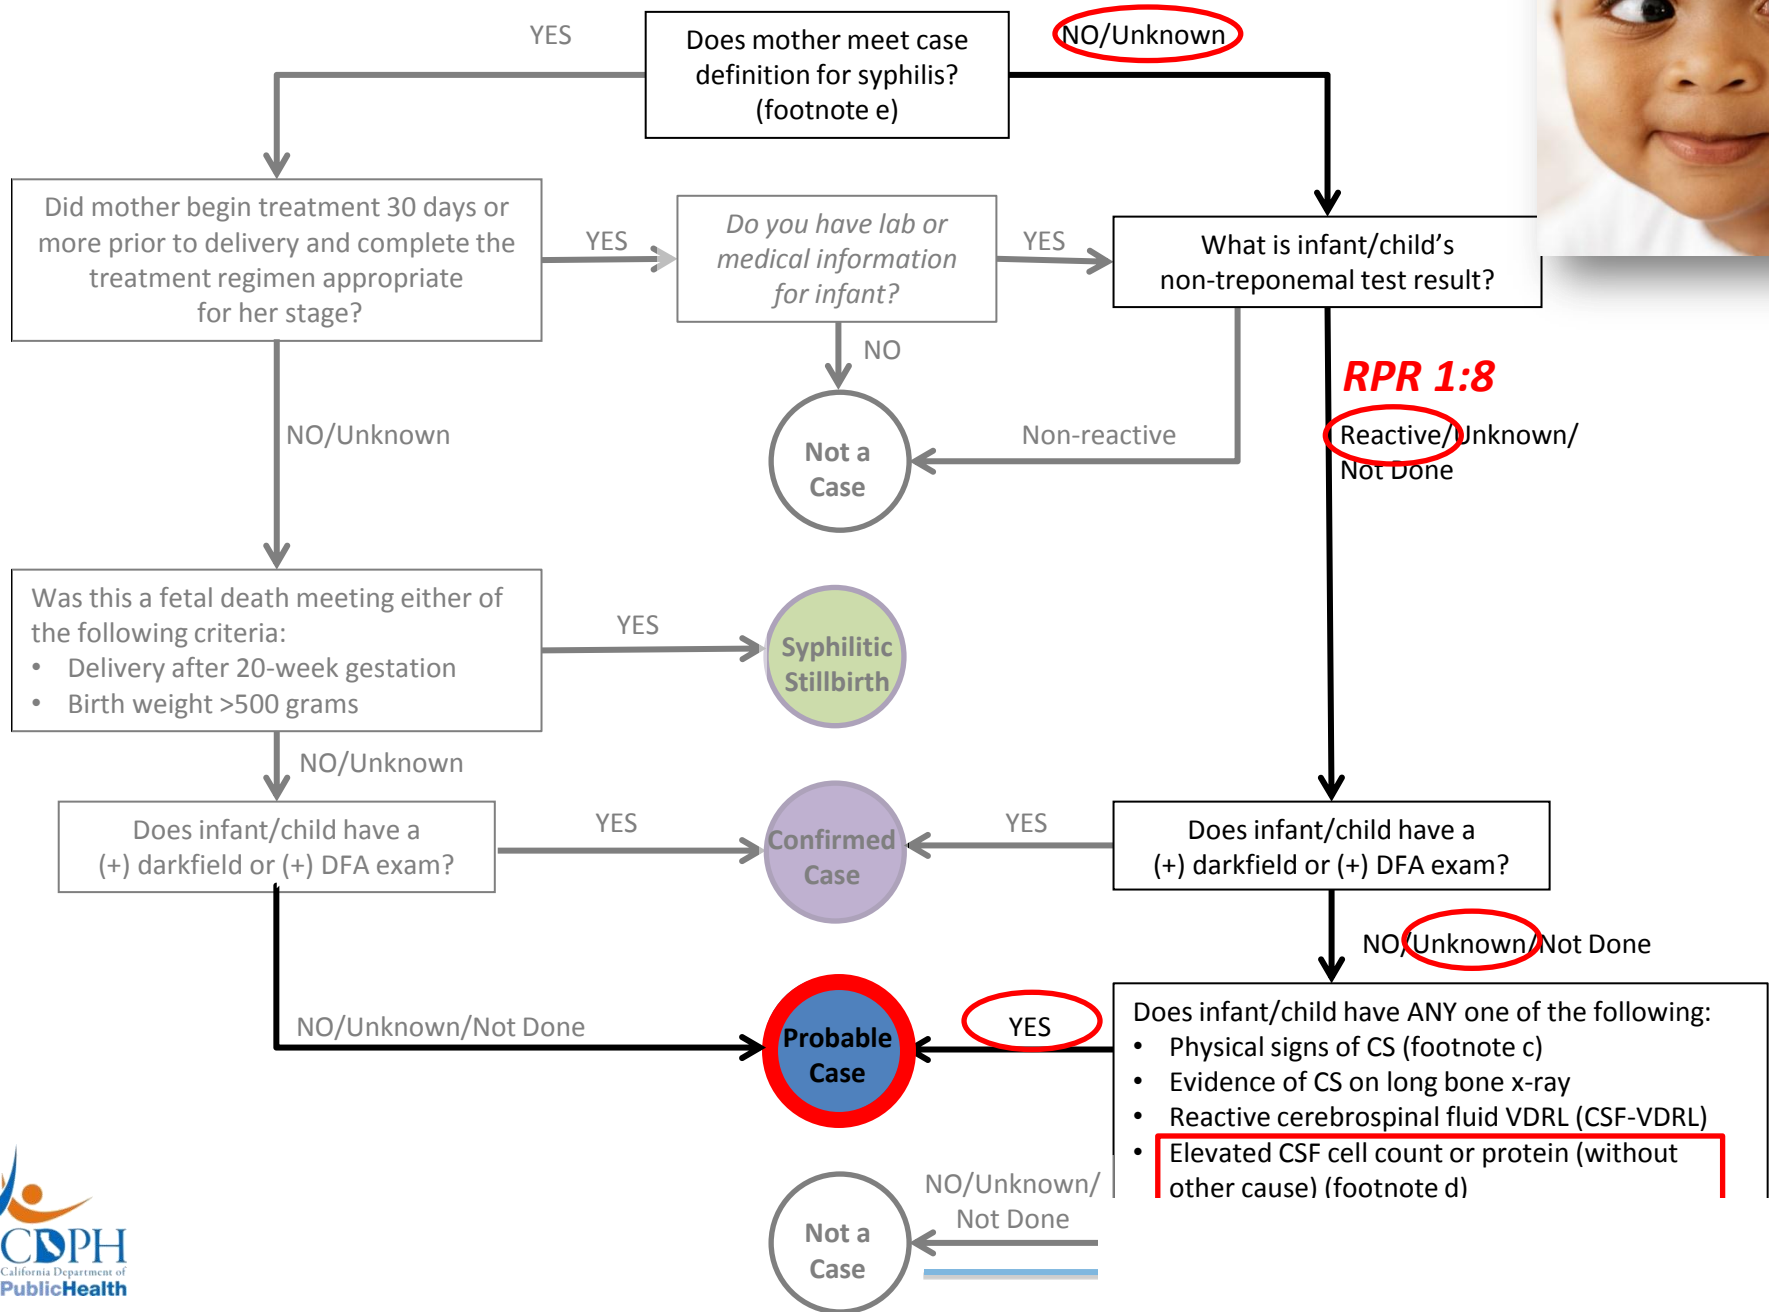 YES
Does mother meet case
definition for syphilis?
(footnote e)
NO/Unknown
Did mother begin treatment 30 days or
more prior to delivery and complete the
treatment regimen appropriate
for her stage?
YES
Do you have lab or
medical information
for infant?
YES
What is infant/child's
non-treponemal test result?
NO
RPR 1:8
NO/Unknown
Not a
Case
Non-reactive
Reactive/Unknown/
Not Done
Was this a fetal death meeting either of
the following criteria:
• Delivery after 20-week gestation
• Birth weight >500 grams
YES
Syphilitic
Stillbirth
NO/Unknown
Does infant/child have a
(+) darkfield or (+) DFA exam?
YES
Confirmed
Case
YES
Does infant/child have a
(+) darkfield or (+) DFA exam?
NO/Unknown/Not Done
NO/Unknown/Not Done
Probable
Case
YES
Does infant/child have ANY one of the following:
• Physical signs of CS (footnote c)
• Evidence of CS on long bone x-ray
• Reactive cerebrospinal fluid VDRL (CSF-VDRL)
• Elevated CSF cell count or protein (without
other cause) (footnote d)
NO/Unknown/
Not Done
Not a
Case
CDPH
California Department of
PublicHealth